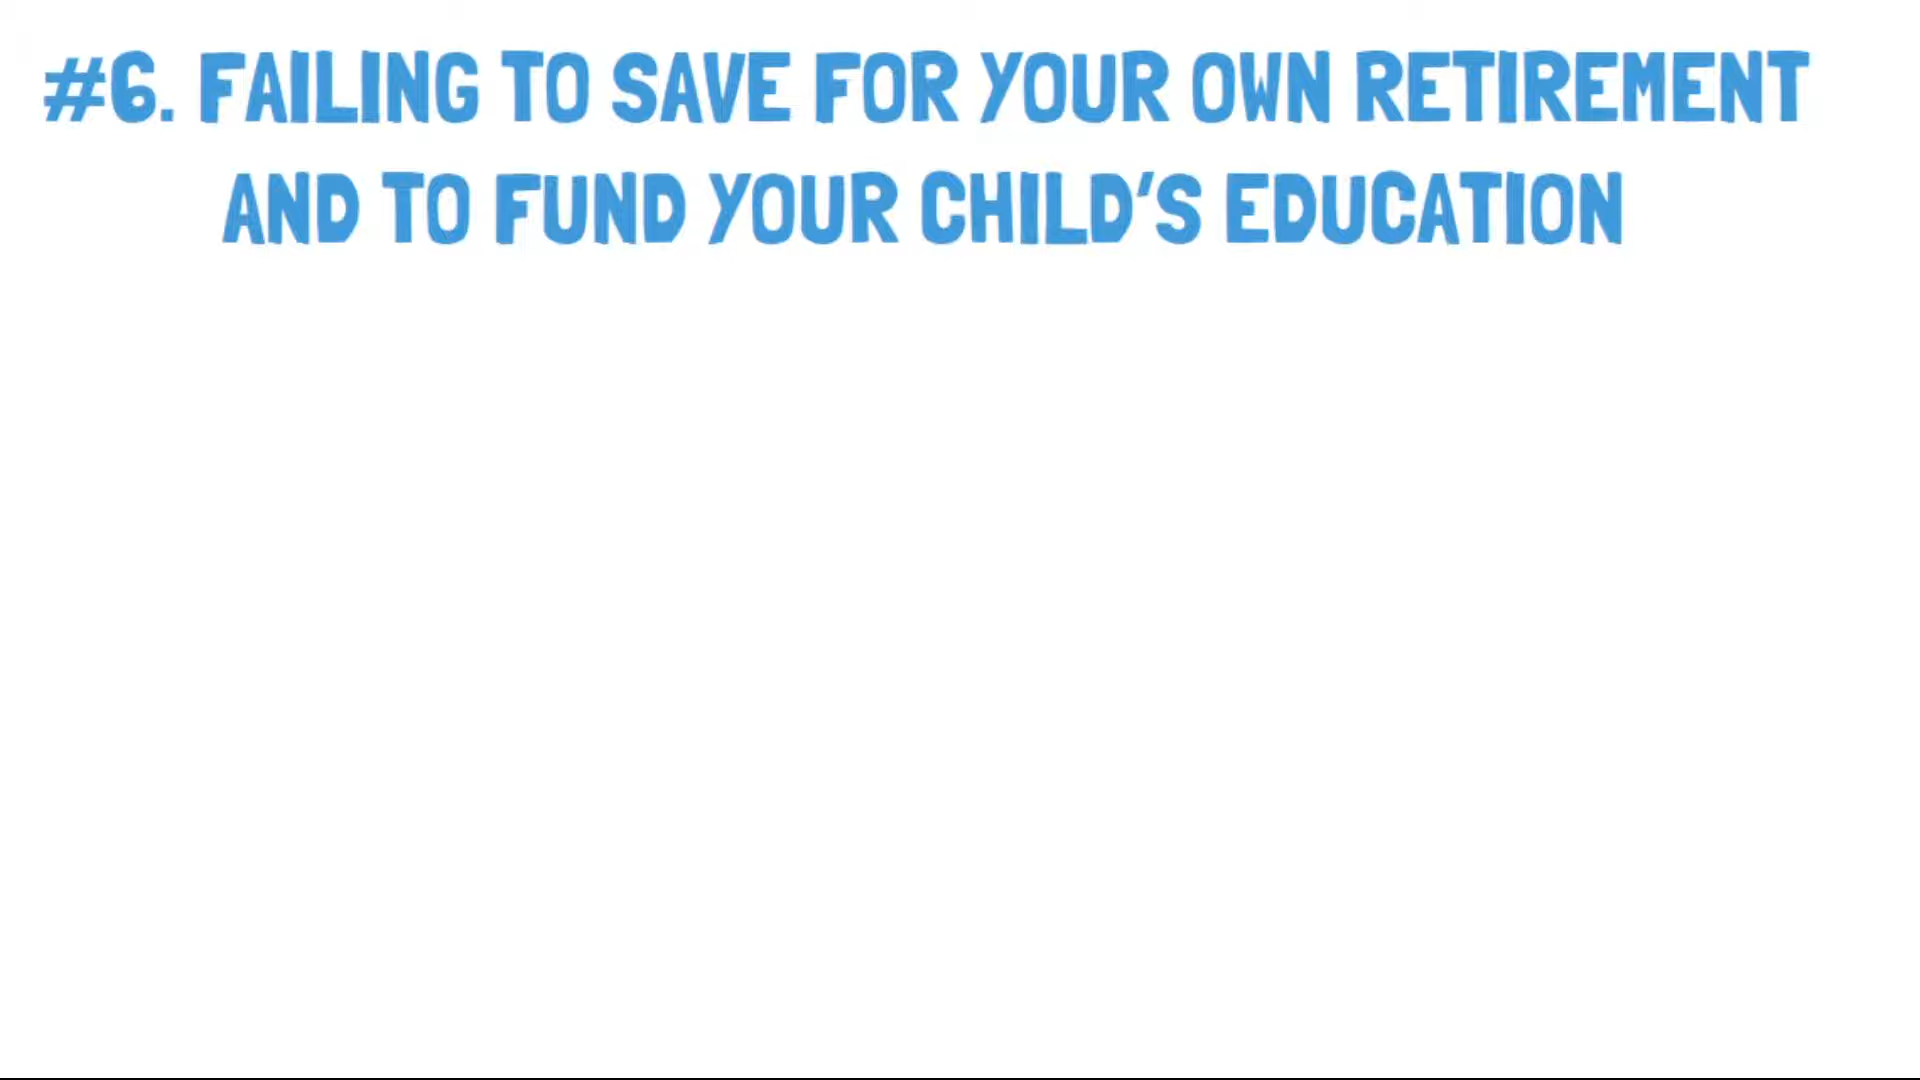 #6. FAILING TO SAVE FOR YOUR OWN RETIREMENT
AND TO FUND YOUR CHILD'S EDUCATION